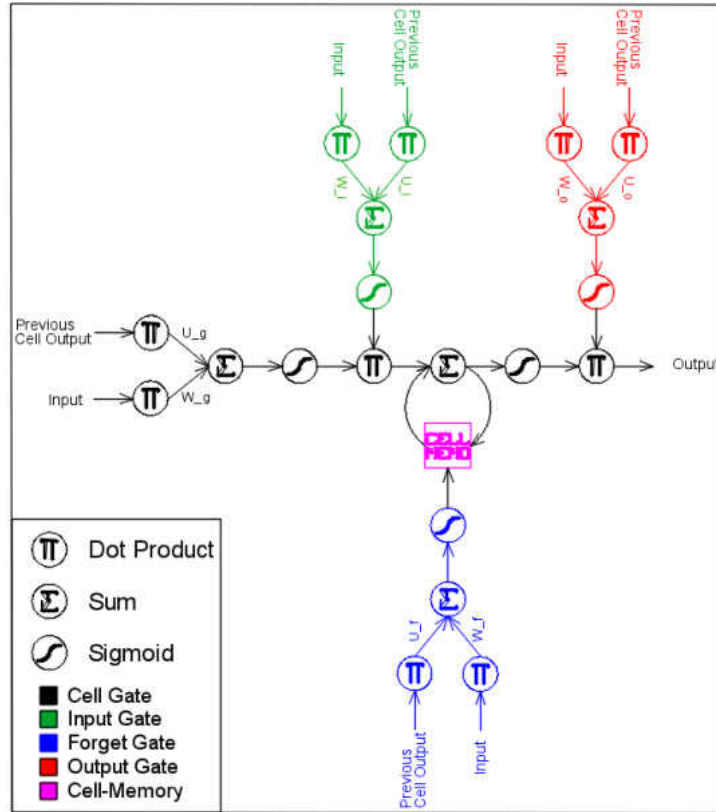 Input
Previous
Cell Output
Input
Previous
Cell Output
π
π
π
π
W_i
U_i
W_o
U_o
Σ
Σ
Previous
Cell Output
π
U_g
Σ
π
Σ
π
Output
Input
π
W_g
CELL
MEMO
Σ
U_f
W_f
π
π
Previous
Cell Output
Input
π Dot Product
Σ Sum
Sigmoid
Cell Gate
Input Gate
Forget Gate
Output Gate
Cell-Memory